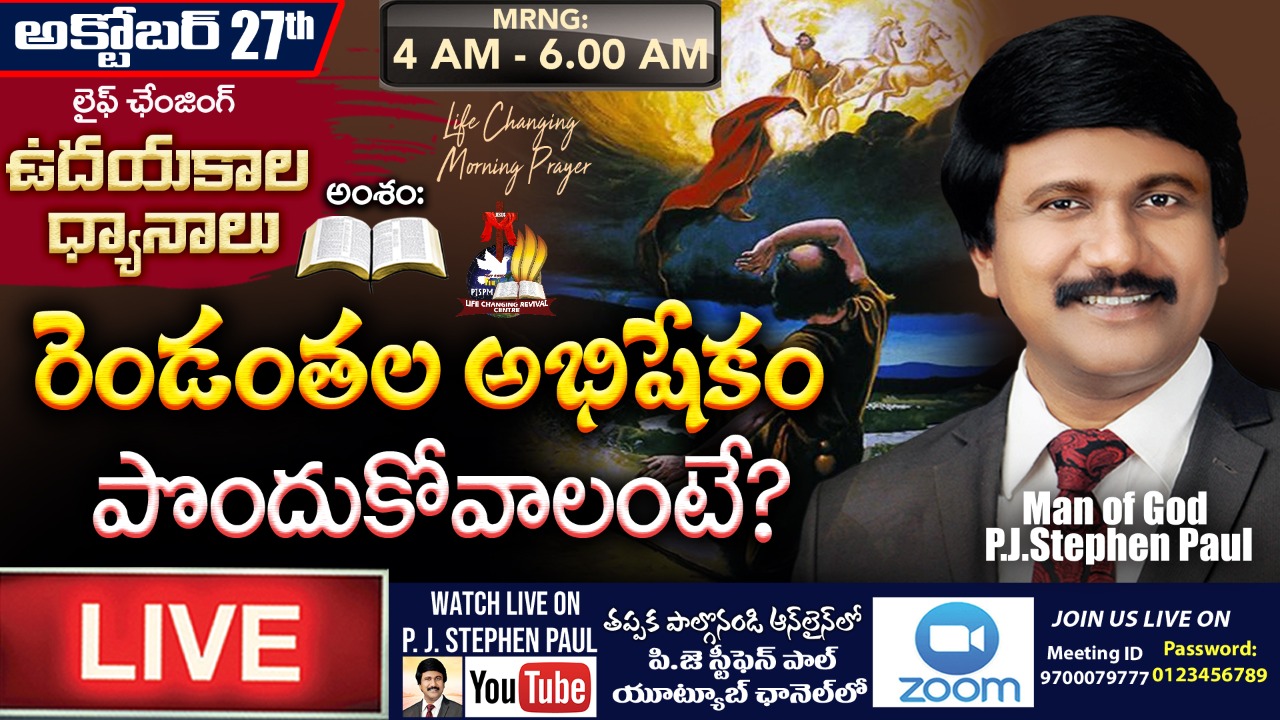 అక్టోబర్ 27th
MRNG:
4 AM - 6.00 AM
లైఫ్ ఛేంజింగ్
ఉదయకాల
ధ్యానాలు
Life Changing
Morning Prayer
అంశం:
JESUS
M
PJSPM
LIFE CHANGING REVIVAL
CENTRE
రెండంతల అభిషేకం
పొందుకోవాలంటే?
Man of God
P.J.Stephen Paul
LIVE
WATCH LIVE ON
P. J. STEPHEN PAUL
YouTube
తప్పక పాల్గొనండి ఆన్‌లైన్‌లో
పి.జె స్టీఫెన్ పాల్
యూట్యూబ్ ఛానెల్‌లో
zoom
JOIN US LIVE ON
Meeting ID
9700079777
Password:
0123456789